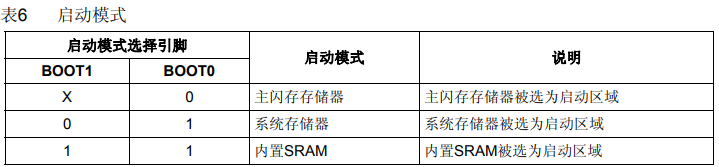 表6 启动模式
启动模式选择引脚 启动模式 说明
BOOT1 BOOT0
X 0 主闪存存储器 主闪存存储器被选为启动区域
0 1 系统存储器 系统存储器被选为启动区域
1 1 内置SRAM 内置SRAM被选为启动区域